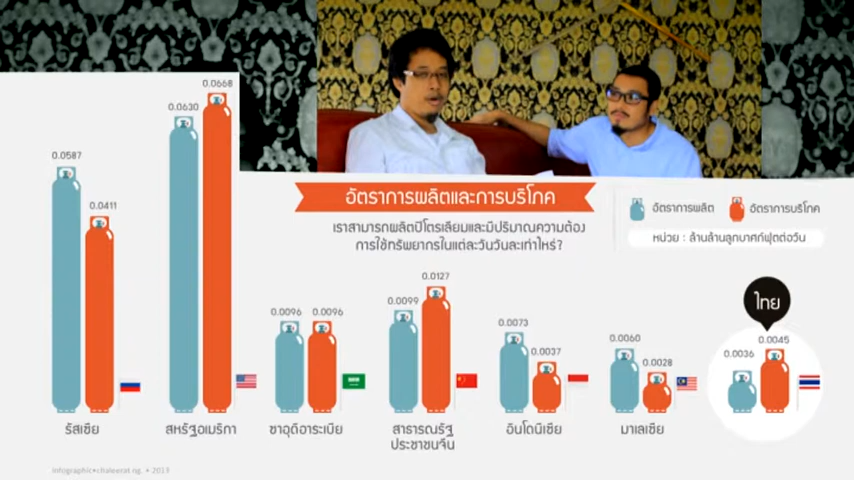 0.0668
0.0630
0.0587
0.0411
อัตราการผลิตและการบริโภค
เราสามารถผลิตปิโตรเลียมและมีปริมาณความต้อง
การใช้ทรัพยากรในแต่ละวันวันละเท่าไหร่?
อัตราการผลิต
อัตราการบริโภค
หน่วย : ล้านล้านลูกบาศก์ฟุตต่อวัน
0.0096 0.0096
0.0099 0.0127
0.0073 0.0037
0.0060 0.0028
ไทย
0.0036 0.0045
รัสเซีย
สหรัฐอเมริกา
ซาอุดิอาระเบีย
สาธารณรัฐ
ประชาชนจีน
อินโดนิเซีย
มาเลเซีย
2013